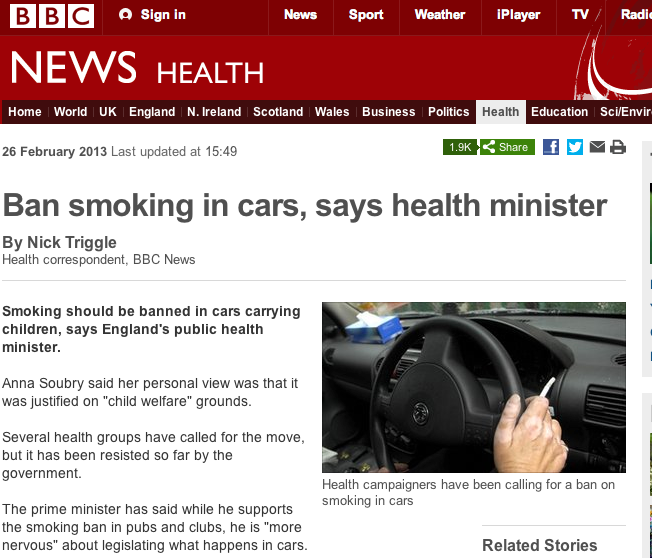 BBC Sign in News Sport Weather iPlayer TV
NEWS HEALTH
Home World UK England N. Ireland Scotland Wales Business Politics Health Education
26 February 2013 Last updated at 15:49
1.9K Share
Ban smoking in cars, says health minister
By Nick Triggle
Health correspondent, BBC News
Smoking should be banned in cars carrying
children, says England's public health
minister.
Anna Soubry said her personal view was that it
was justified on "child welfare" grounds.
Several health groups have called for the move,
but it has been resisted so far by the
government.
The prime minister has said while he supports
the smoking ban in pubs and clubs, he is "more
nervous" about legislating what happens in cars.
Health campaigners have been calling for a ban on
smoking in cars
Related Stories